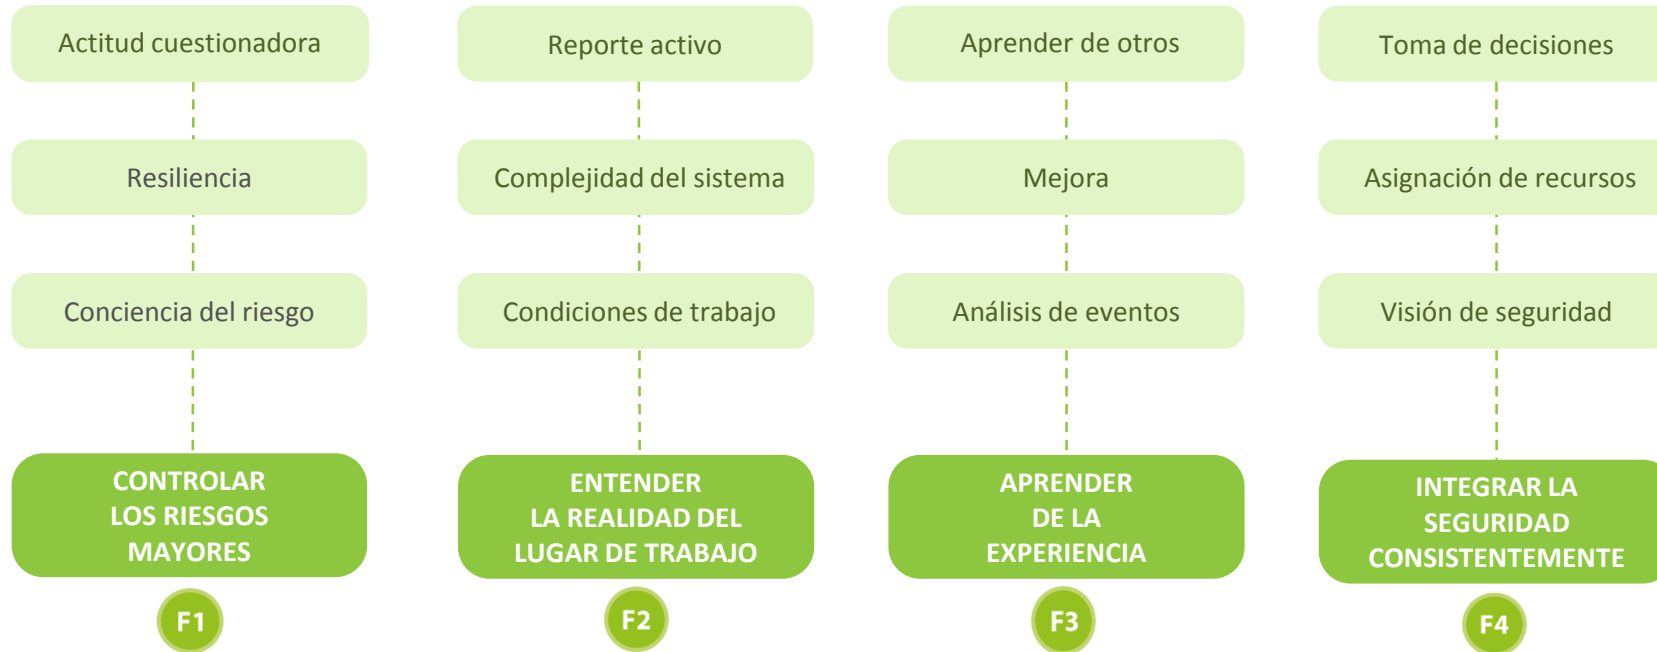 Actitud cuestionadora
Reporte activo
Aprender de otros
Toma de decisiones
Resiliencia
Complejidad del sistema
Mejora
Asignación de recursos
Conciencia del riesgo
Condiciones de trabajo
Análisis de eventos
Visión de seguridad
CONTROLAR
LOS RIESGOS
MAYORES
ENTENDER
LA REALIDAD DEL
LUGAR DE TRABAJO
APRENDER
DE LA
EXPERIENCIA
INTEGRAR LA
SEGURIDAD
CONSISTENTEMENTE
F1
F2
F3
F4